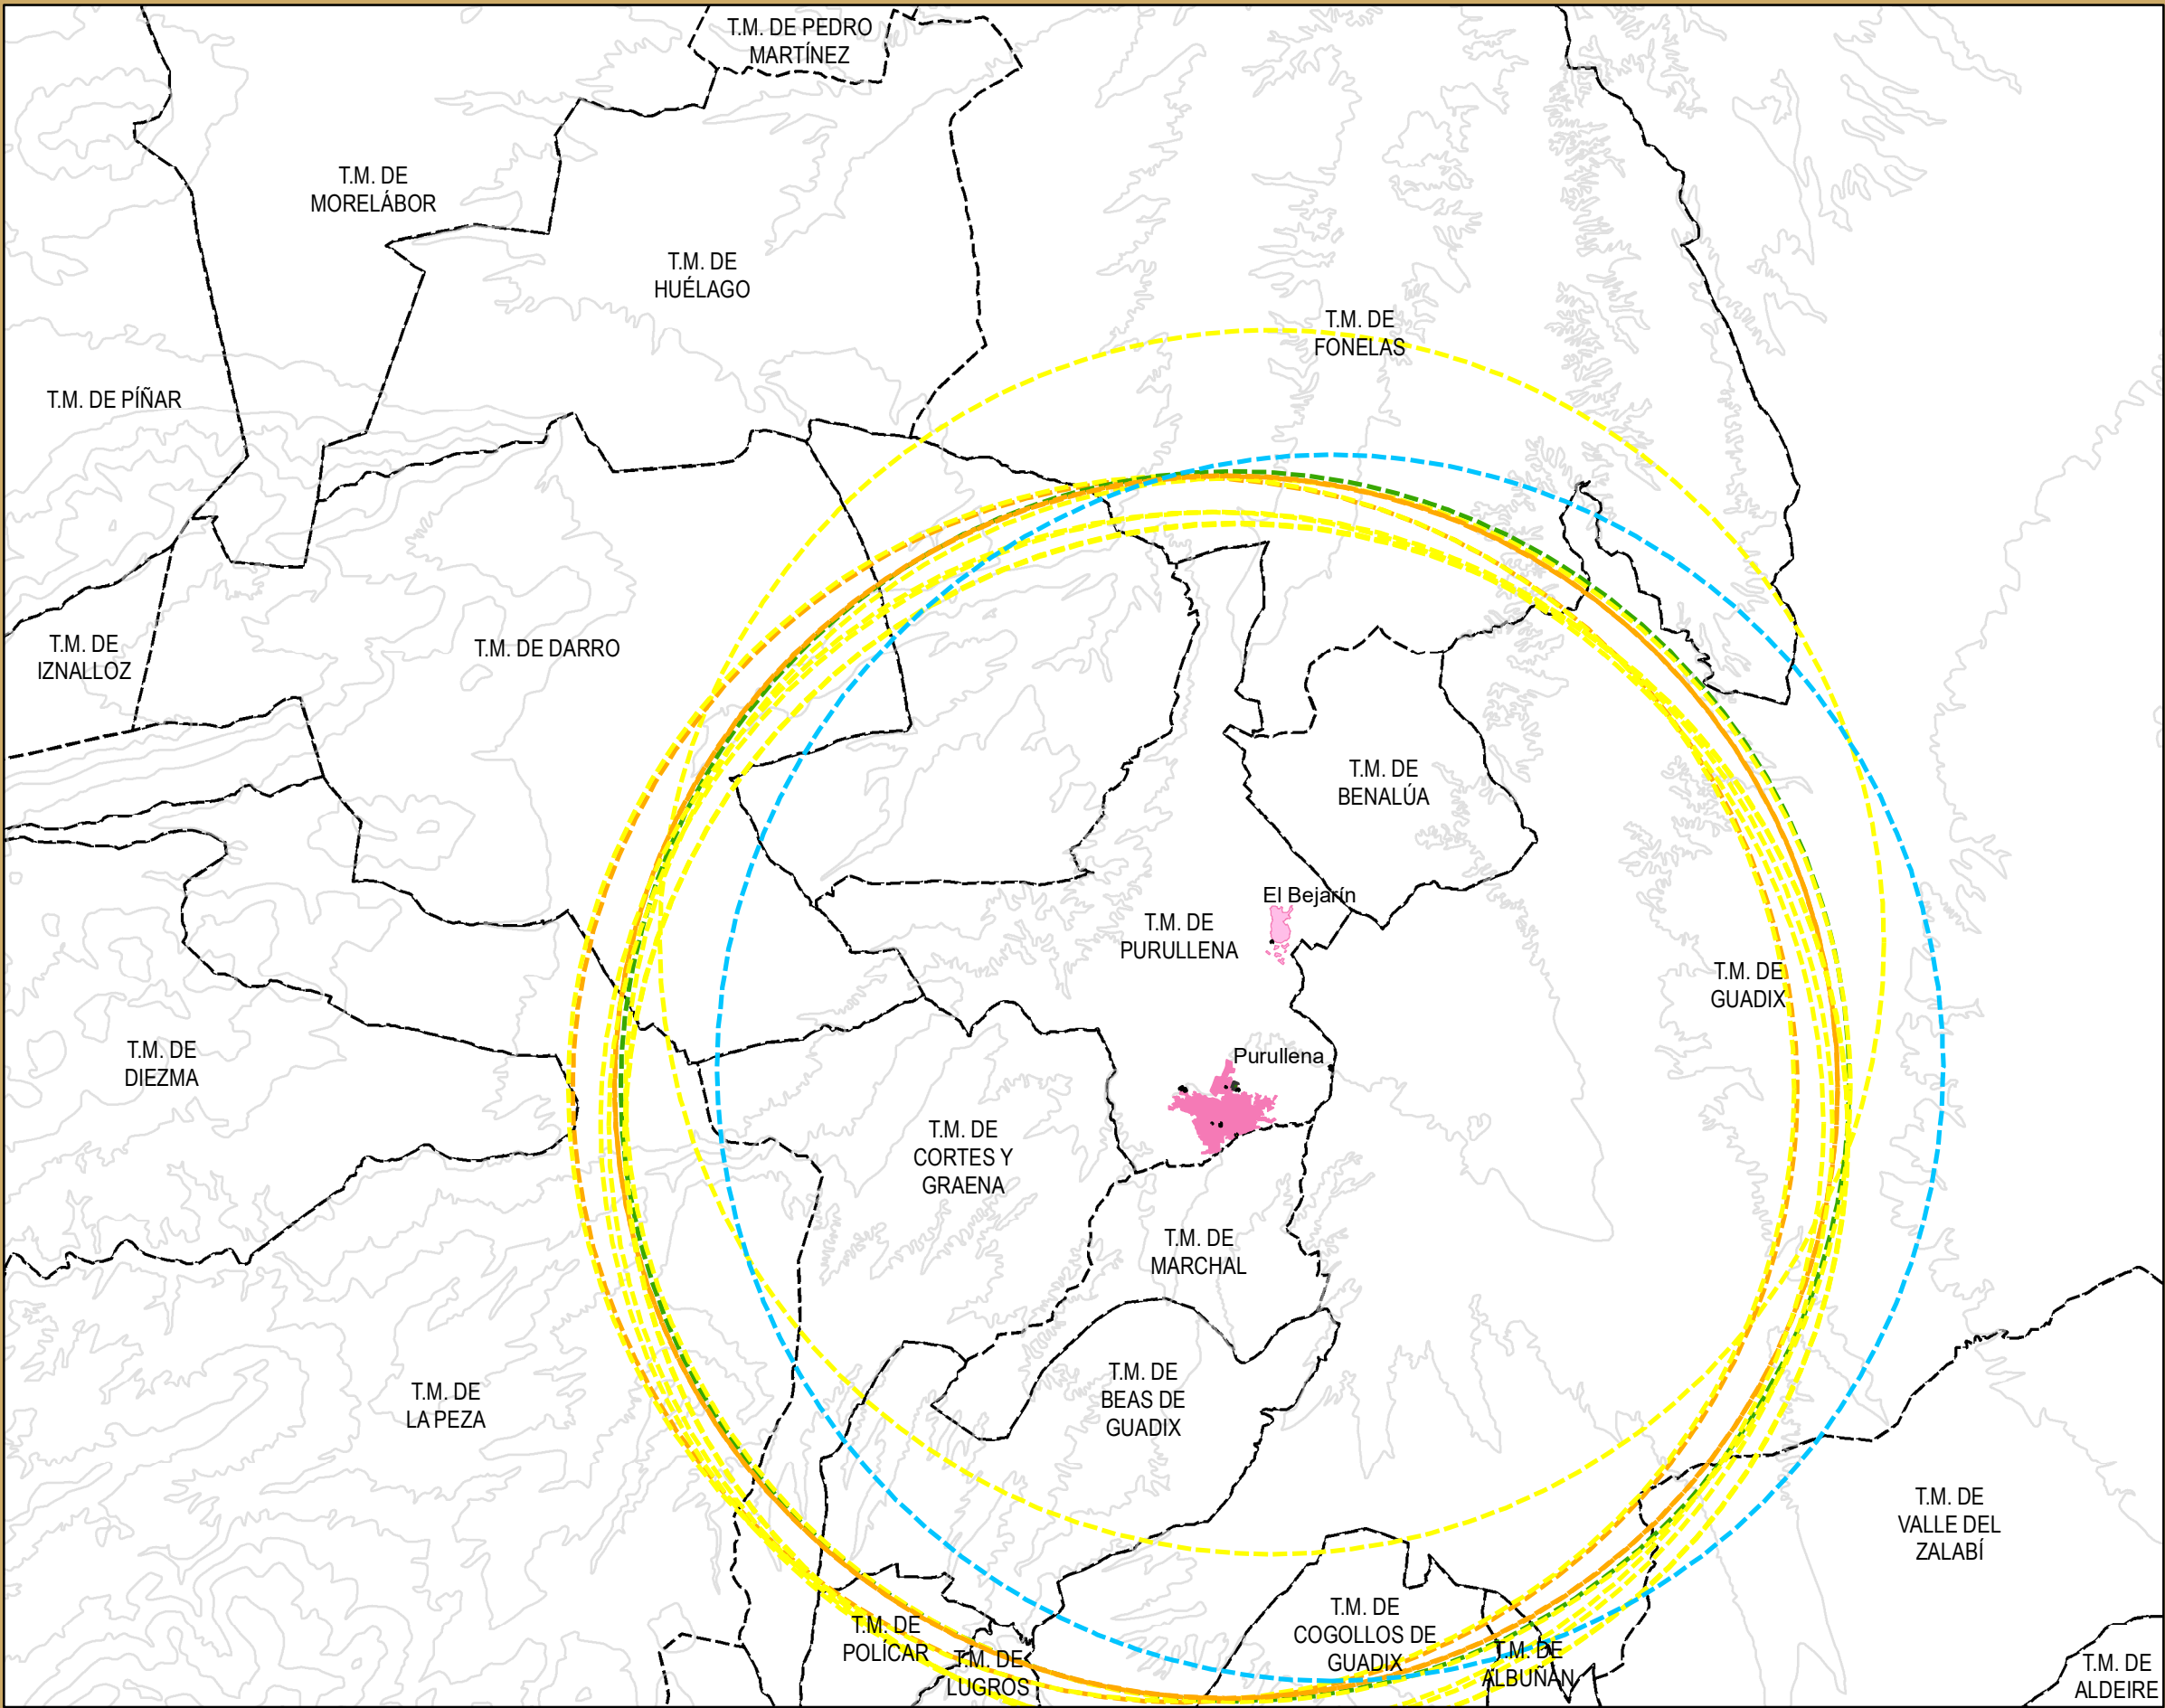 T.M. DE PEDRO
MARTÍNEZ
T.M. DE
MORELÁBOR
T.M. DE
HUÉLAGO
T.M. DE
FONELAS
T.M. DE PÍÑAR
T.M. DE
IZNALLOZ
T.M. DE DARRO
T.M. DE
BENALÚA
El Bejarín
T.M. DE
PURULLENA
T.M. DE
GUADIX
T.M. DE
DIEZMA
Purullena
T.M. DE
CORTES Y
GRAENA
T.M. DE
MARCHAL
T.M. DE
LA PEZA
T.M. DE
BEAS DE
GUADIX
T.M. DE
VALLE DEL
ZALABÍ
T.M. DE
POLÍCAR
T.M. DE
LUGROS
T.M. DE
COGOLLOS DE
GUADIX
T.M. DE
ALBUÑÁN
T.M. DE
ALDEIRE